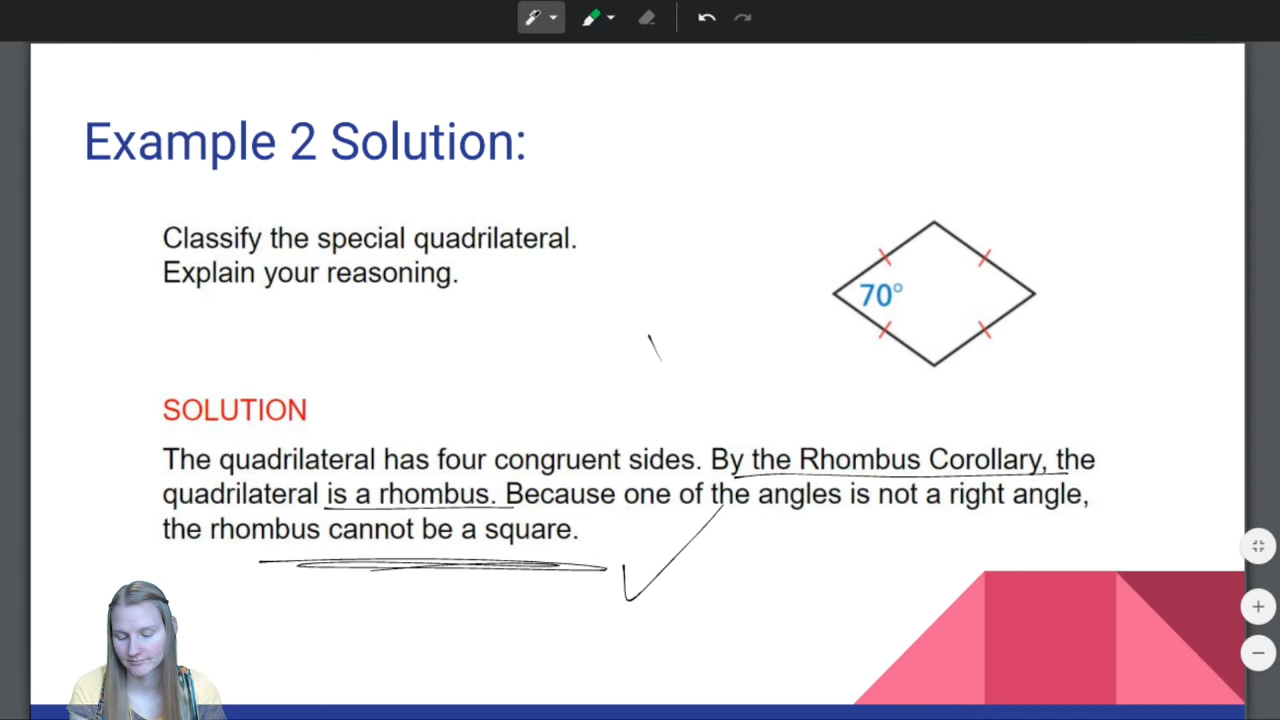 Example 2 Solution:
Classify the special quadrilateral.
Explain your reasoning.
70°
SOLUTION
The quadrilateral has four congruent sides. By the Rhombus Corollary, the
quadrilateral is a rhombus. Because one of the angles is not a right angle,
the rhombus cannot be a square.